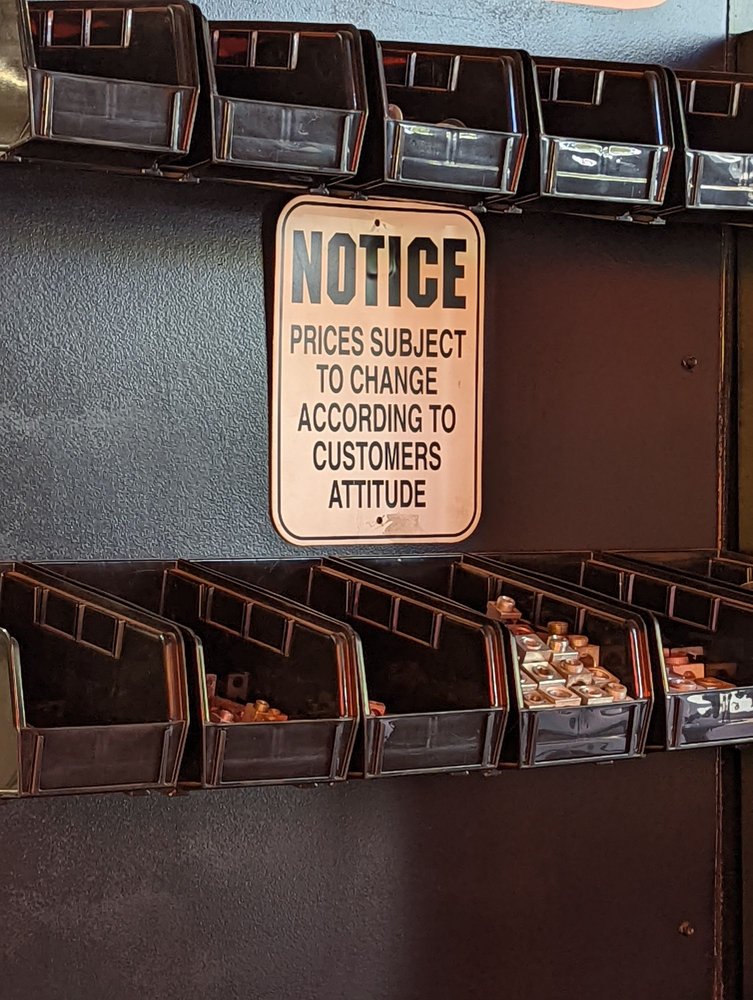 NOTICE
PRICES SUBJECT
TO CHANGE
ACCORDING TO
CUSTOMERS
ATTITUDE